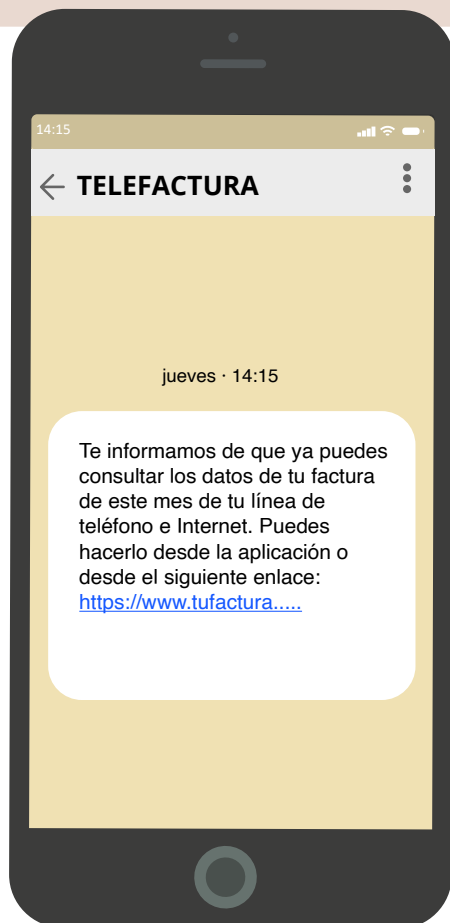 14:15
TELEFACTURA
jueves · 14:15
Te informamos de que ya puedes
consultar los datos de tu factura
de este mes de tu línea de
teléfono e Internet. Puedes
hacerlo desde la aplicación o
desde el siguiente enlace:
https://www.tufactura.....